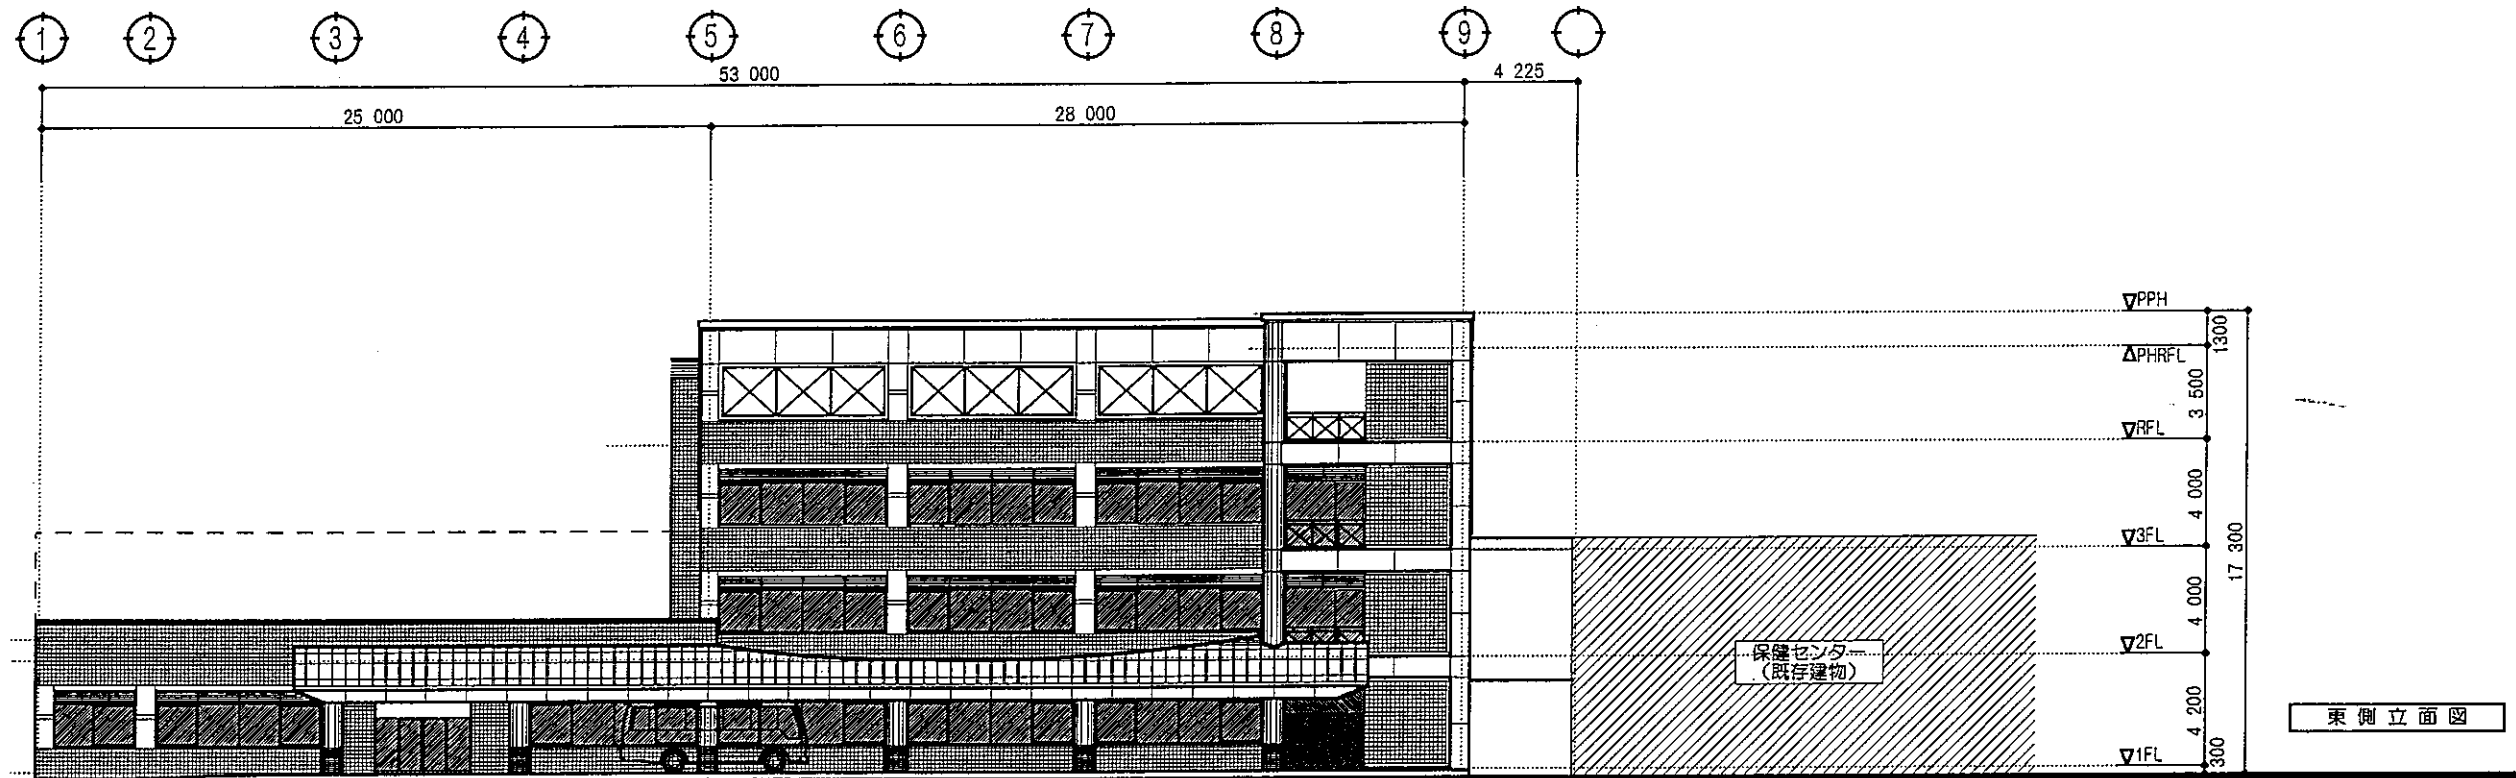 1 2 3 4 5 6 7 8 9
53 000 4 225
25 000 28 000
▽PPH
1300
△PHRFL
3 500
▽RFL
4 000
▽3FL
17 300
4 000
▽2FL
保健センター
(既存建物)
4 200
東側立面図
▽1FL
300